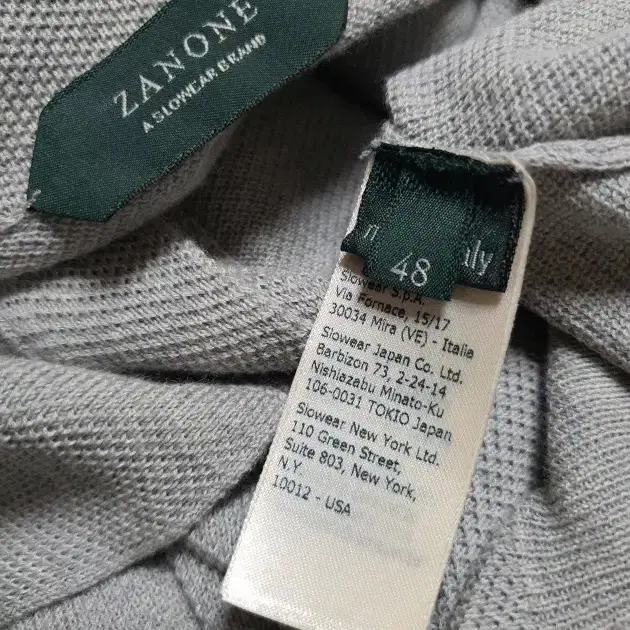 ZANONE
A SLOWEAR BRAND
48
Slowear S.p.A.
Via Fornace, 15/17
30034 Mira (VE) - Italia
Slowear Japan Co. Ltd.
Barbizon 73, 2-24-14
Nishiazabu Minato-Ku
106-0031 TOKIO Japan
Slowear New York Ltd.
110 Green Street,
Suite 803, New York,
N.Y.
10012 - USA